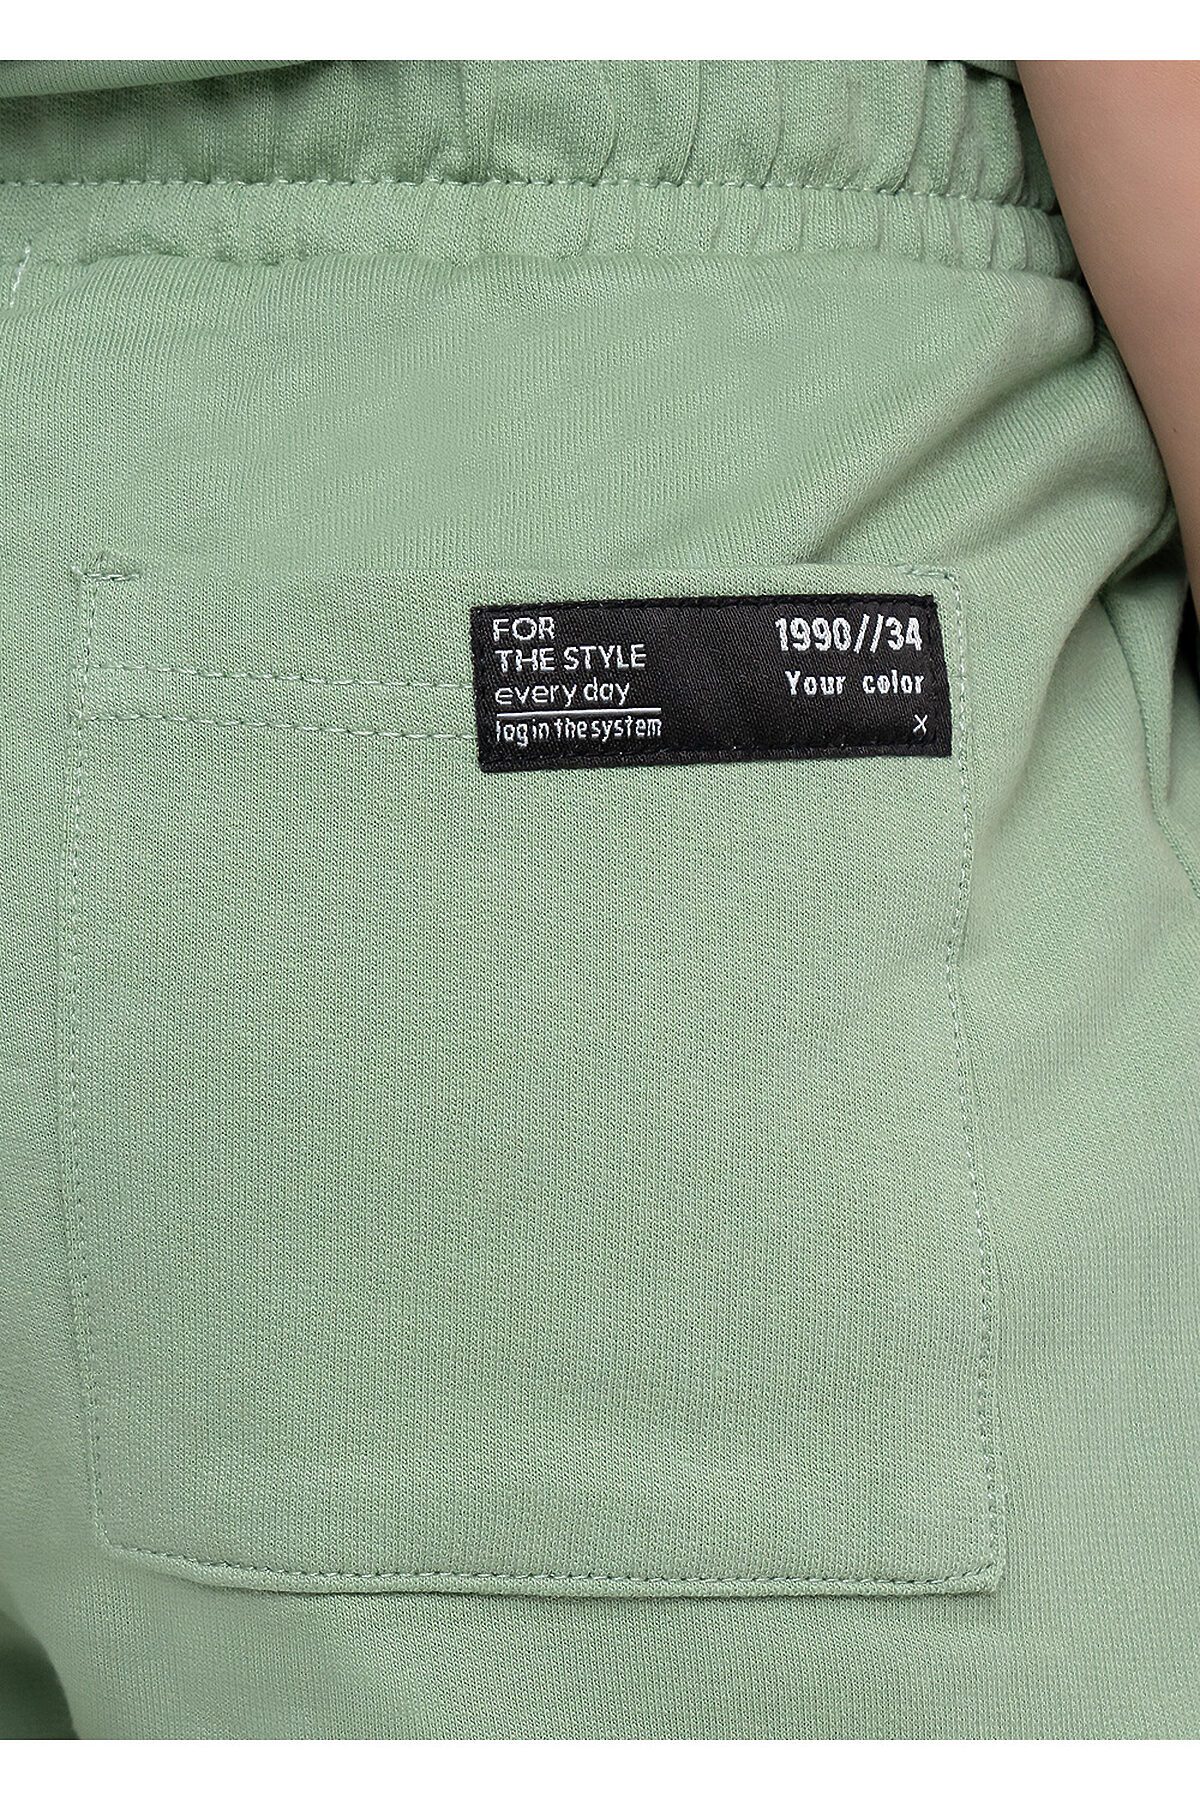 FOR
THE STYLE
every day
log in the system
1990//34
Your color
X